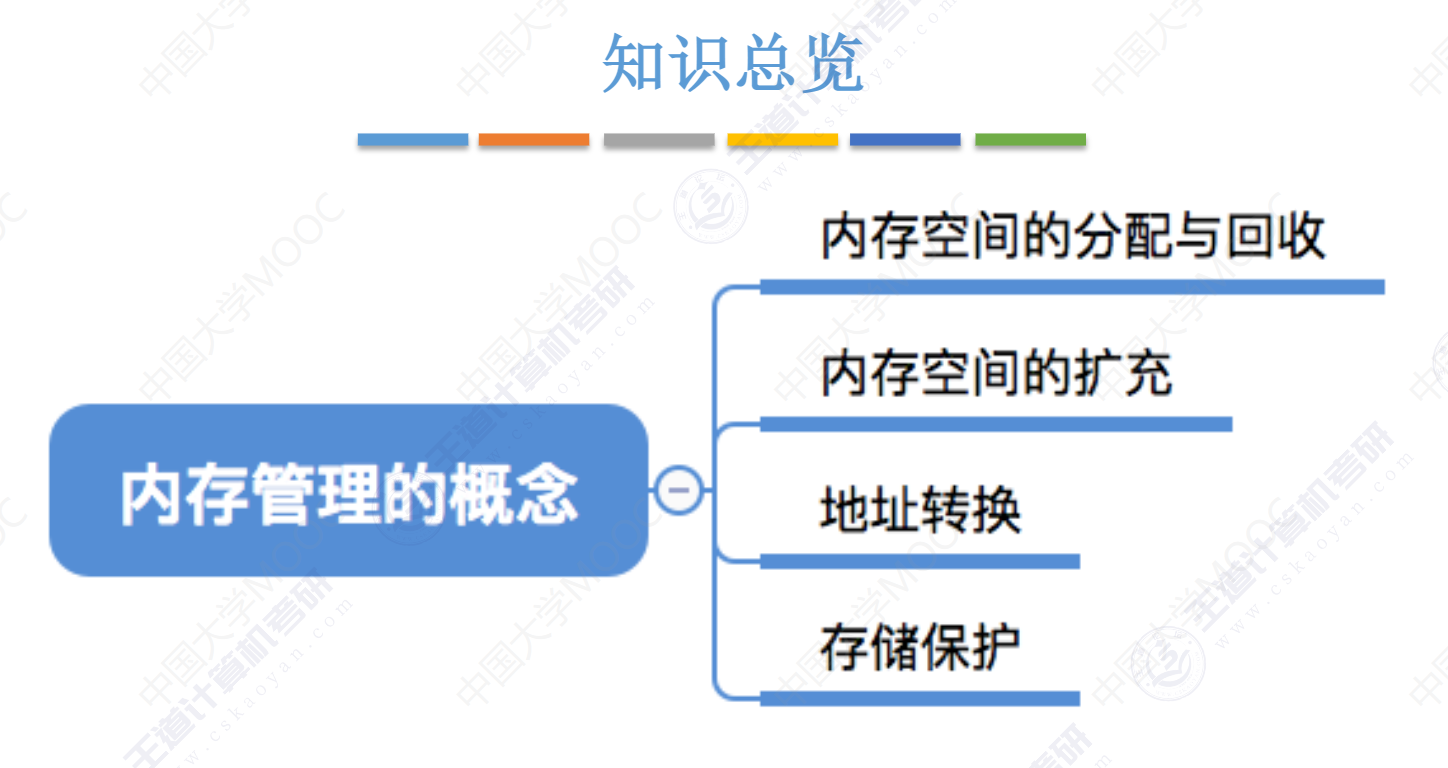 知识总览
内存空间的分配与回收
内存空间的扩充
内存管理的概念
地址转换
存储保护
中国大学MOOC
王道计算机考研
www.cskaoyan.com